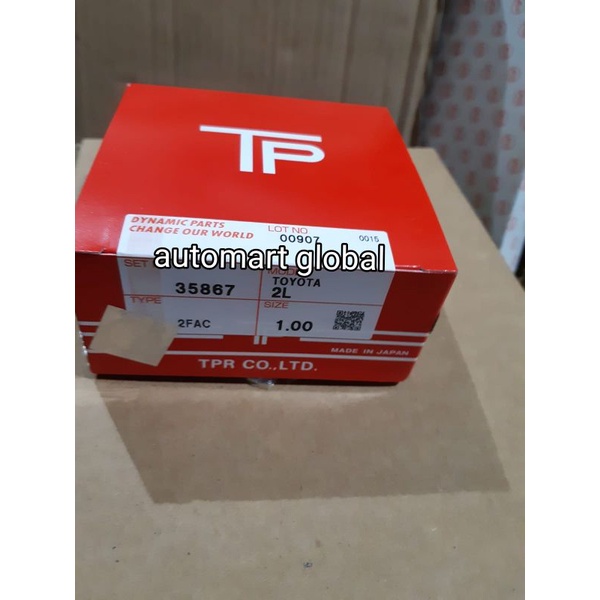 TP
DYNAMIC PARTS
CHANGE OUR WORLD
LOT NO
00907
0015
automart global
SET
35867
TOYOTA
2L
TYPE
2FAC
SIZE
1.00
MADE IN JAPAN
TPR CO.,LTD.